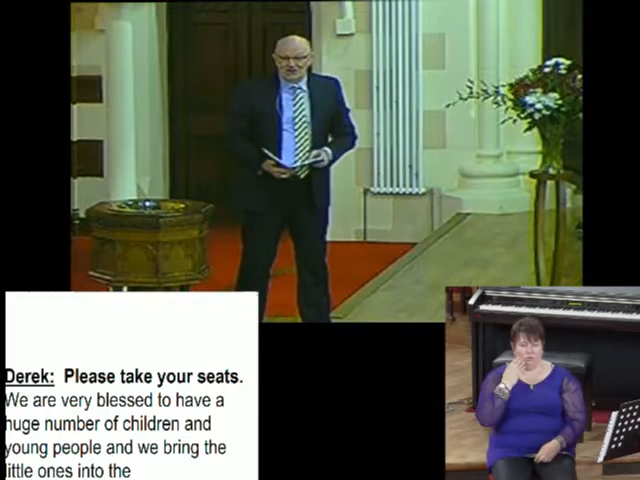 Derek: Please take your seats.
We are very blessed to have a
huge number of children and
young people and we bring the
little ones into the